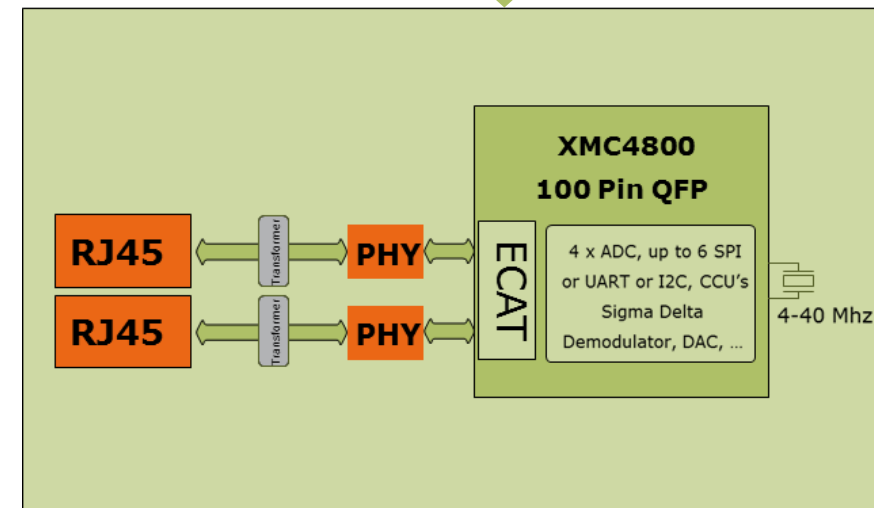 XMC4800
100 Pin QFP
RJ45
Transformer
PHY
ECAT
4 x ADC, up to 6 SPI
or UART or I2C, CCU's
Sigma Delta
Demodulator, DAC, ...
4-40 Mhz
RJ45
Transformer
PHY